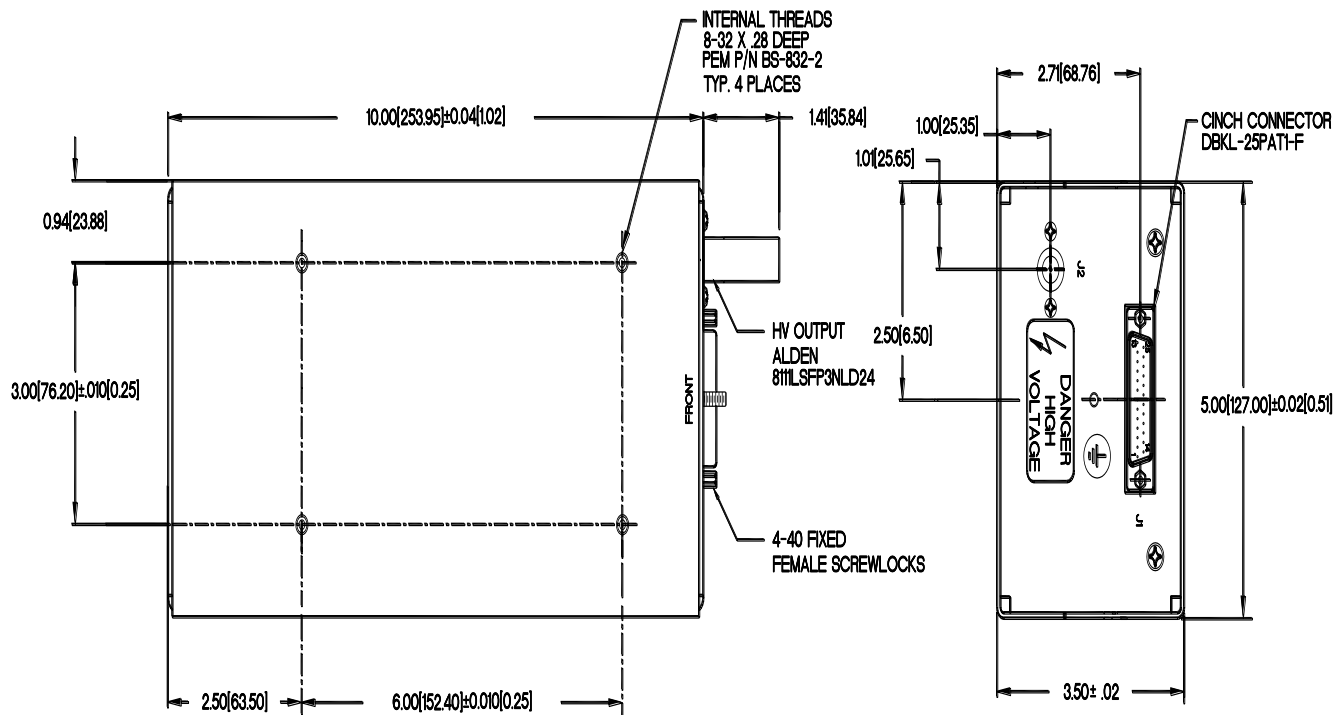 INTERNAL THREADS
8-32 X .28 DEEP
PEM P/N BS-832-2
TYP. 4 PLACES
10.00[253.95]±0.04[1.02]
1.41[35.84]
0.94[23.88]
3.00[76.20]±.010[0.25]
HV OUTPUT
ALDEN
8111LSFP3NLD24
FRONT
4-40 FIXED
FEMALE SCREWLOCKS
2.50[63.50]
6.00[152.40]±0.010[0.25]
2.71[68.76]
1.00[25.35]
1.01[25.65]
CINCH CONNECTOR
DBKL-25PAT1-F
J2
2.50[6.50]
DANGER
HIGH
VOLTAGE
J1
5.00[127.00]±0.02[0.51]
3.50± .02